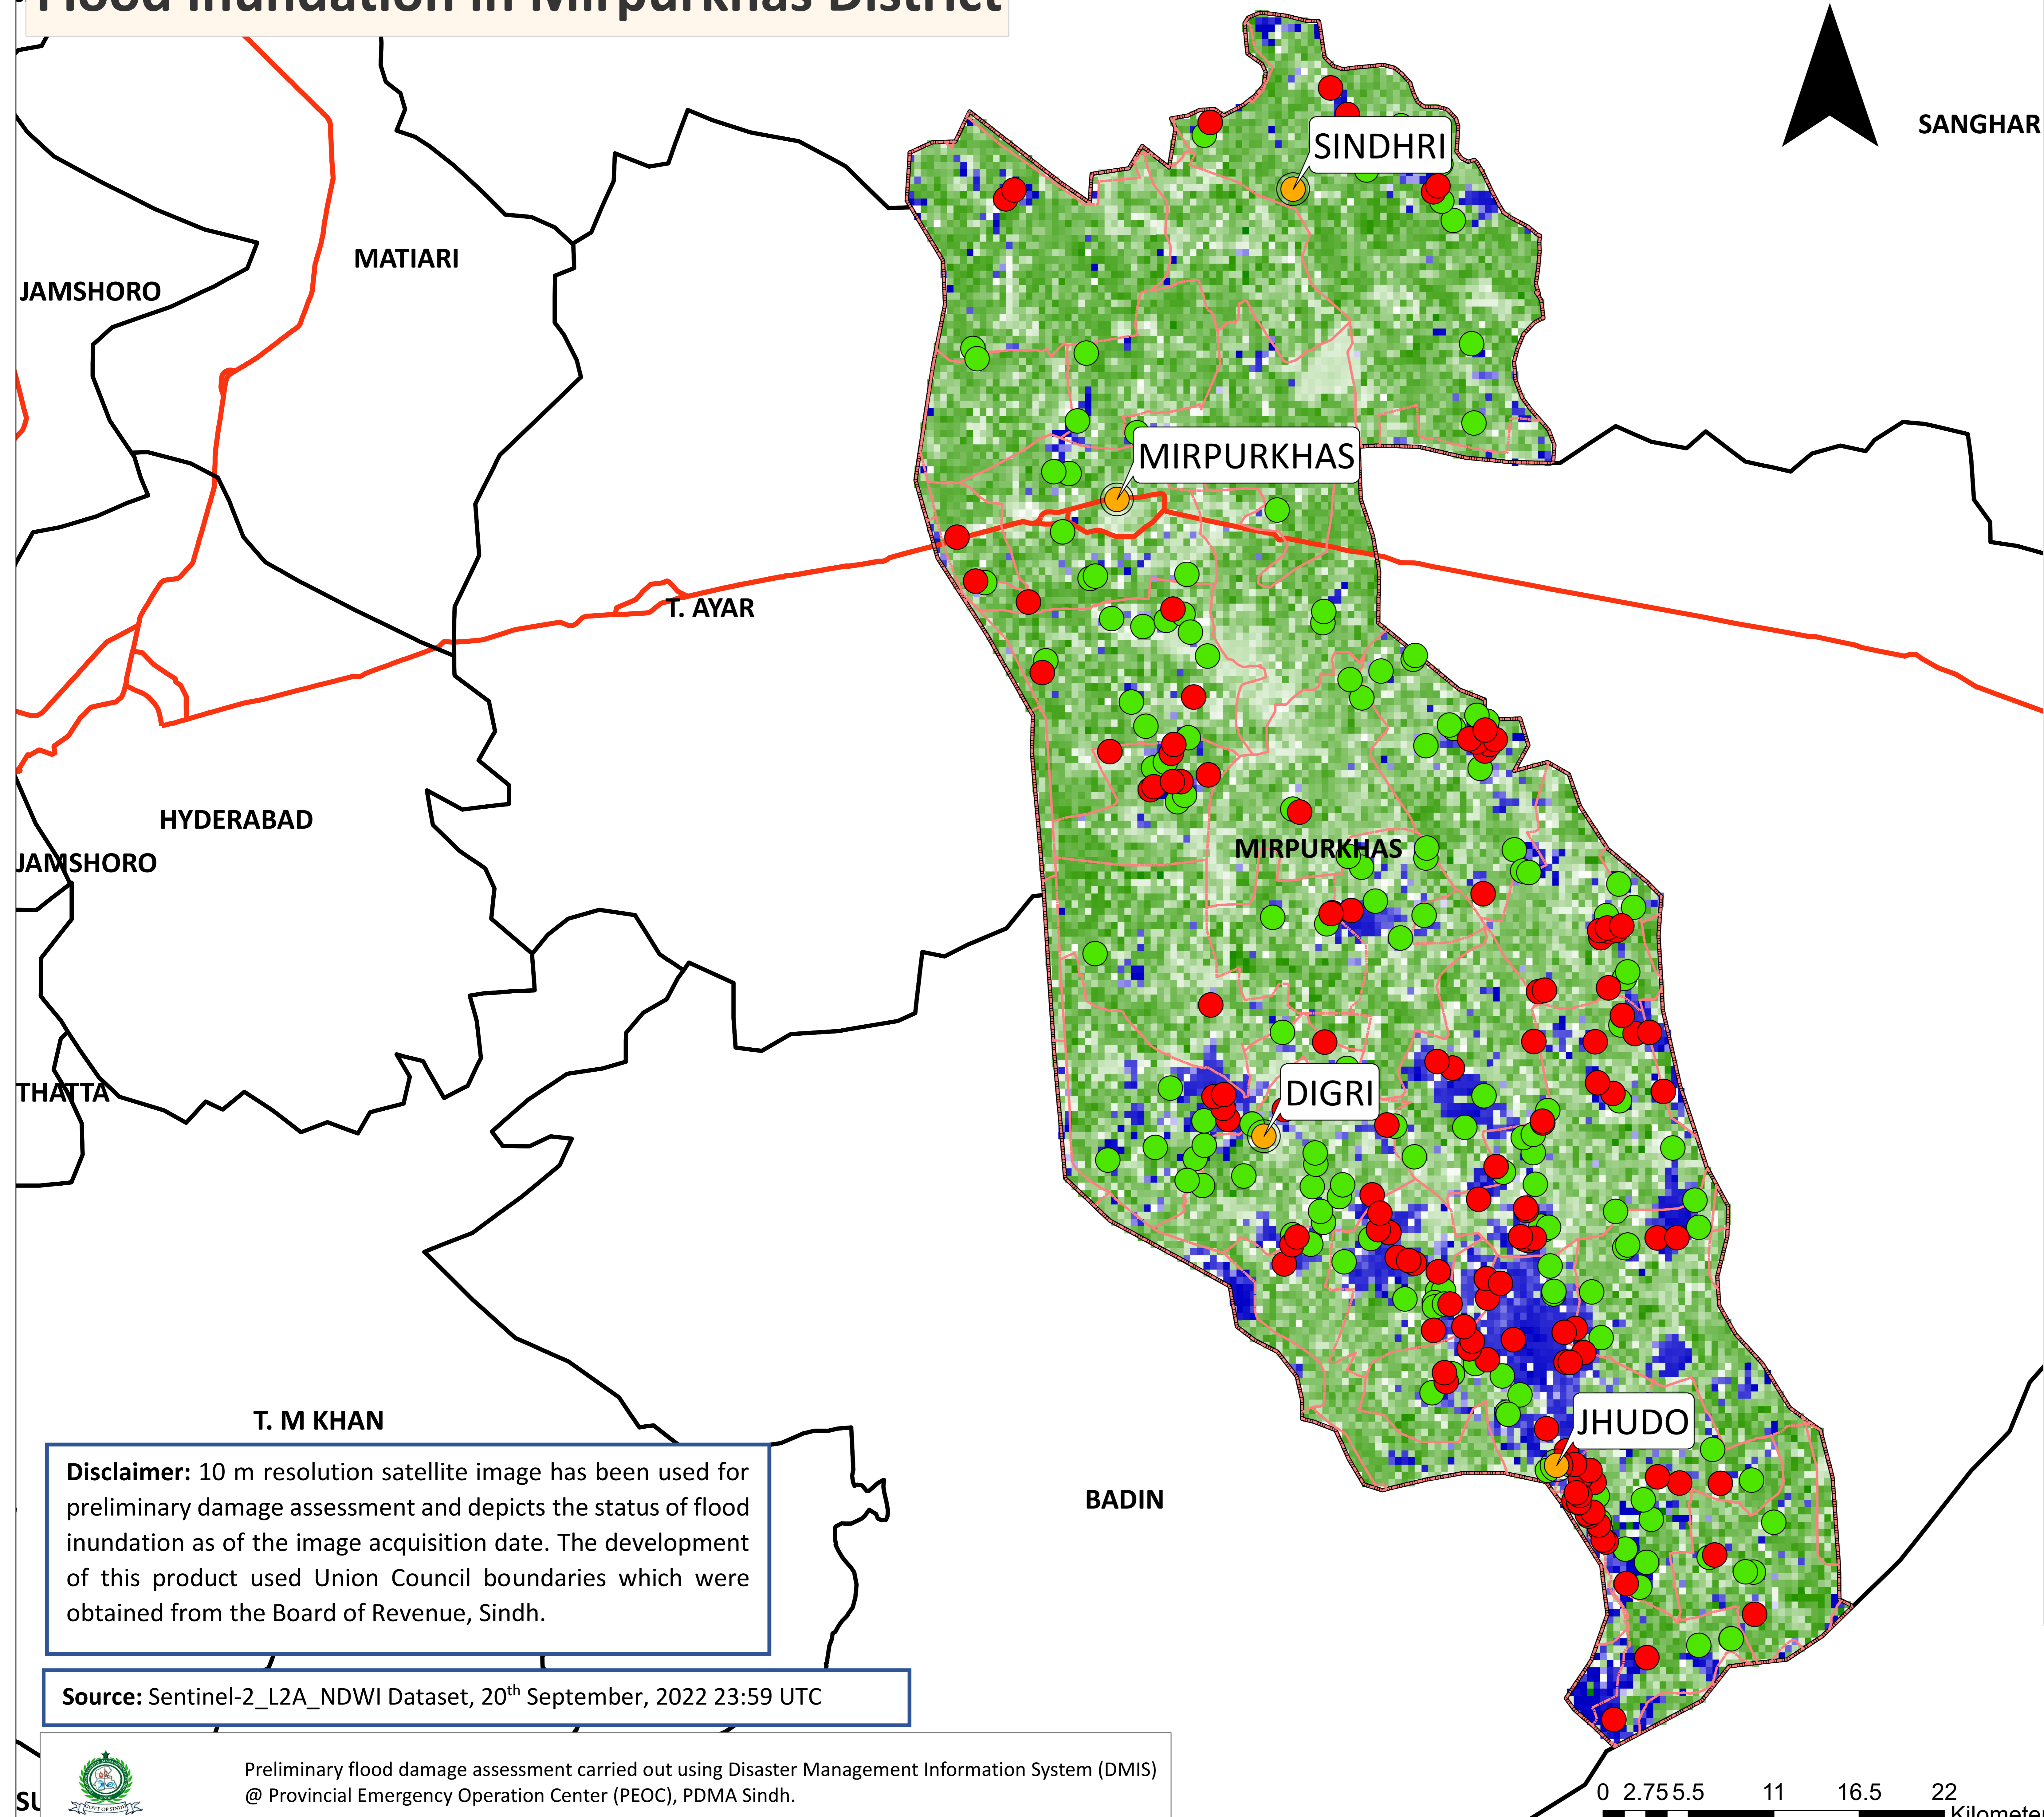 Flood Inundation in Mirpurkhas District
SANGHAR
SINDHRI
MATIARI
JAMSHORO
MIRPURKHAS
T. AYAR
HYDERABAD
MIRPURKHAS
JAMSHORO
THATTA
DIGRI
T. M KHAN
JHUDO
BADIN
Disclaimer: 10 m resolution satellite image has been used for
preliminary damage assessment and depicts the status of flood
inundation as of the image acquisition date. The development
of this product used Union Council boundaries which were
obtained from the Board of Revenue, Sindh.
Source: Sentinel-2_L2A_NDWI Dataset, 20th September, 2022 23:59 UTC
Preliminary flood damage assessment carried out using Disaster Management Information System (DMIS)
@ Provincial Emergency Operation Center (PEOC), PDMA Sindh.
GOVT OF SINDH
SU
0 2.75 5.5 11 16.5 22
Kilomete